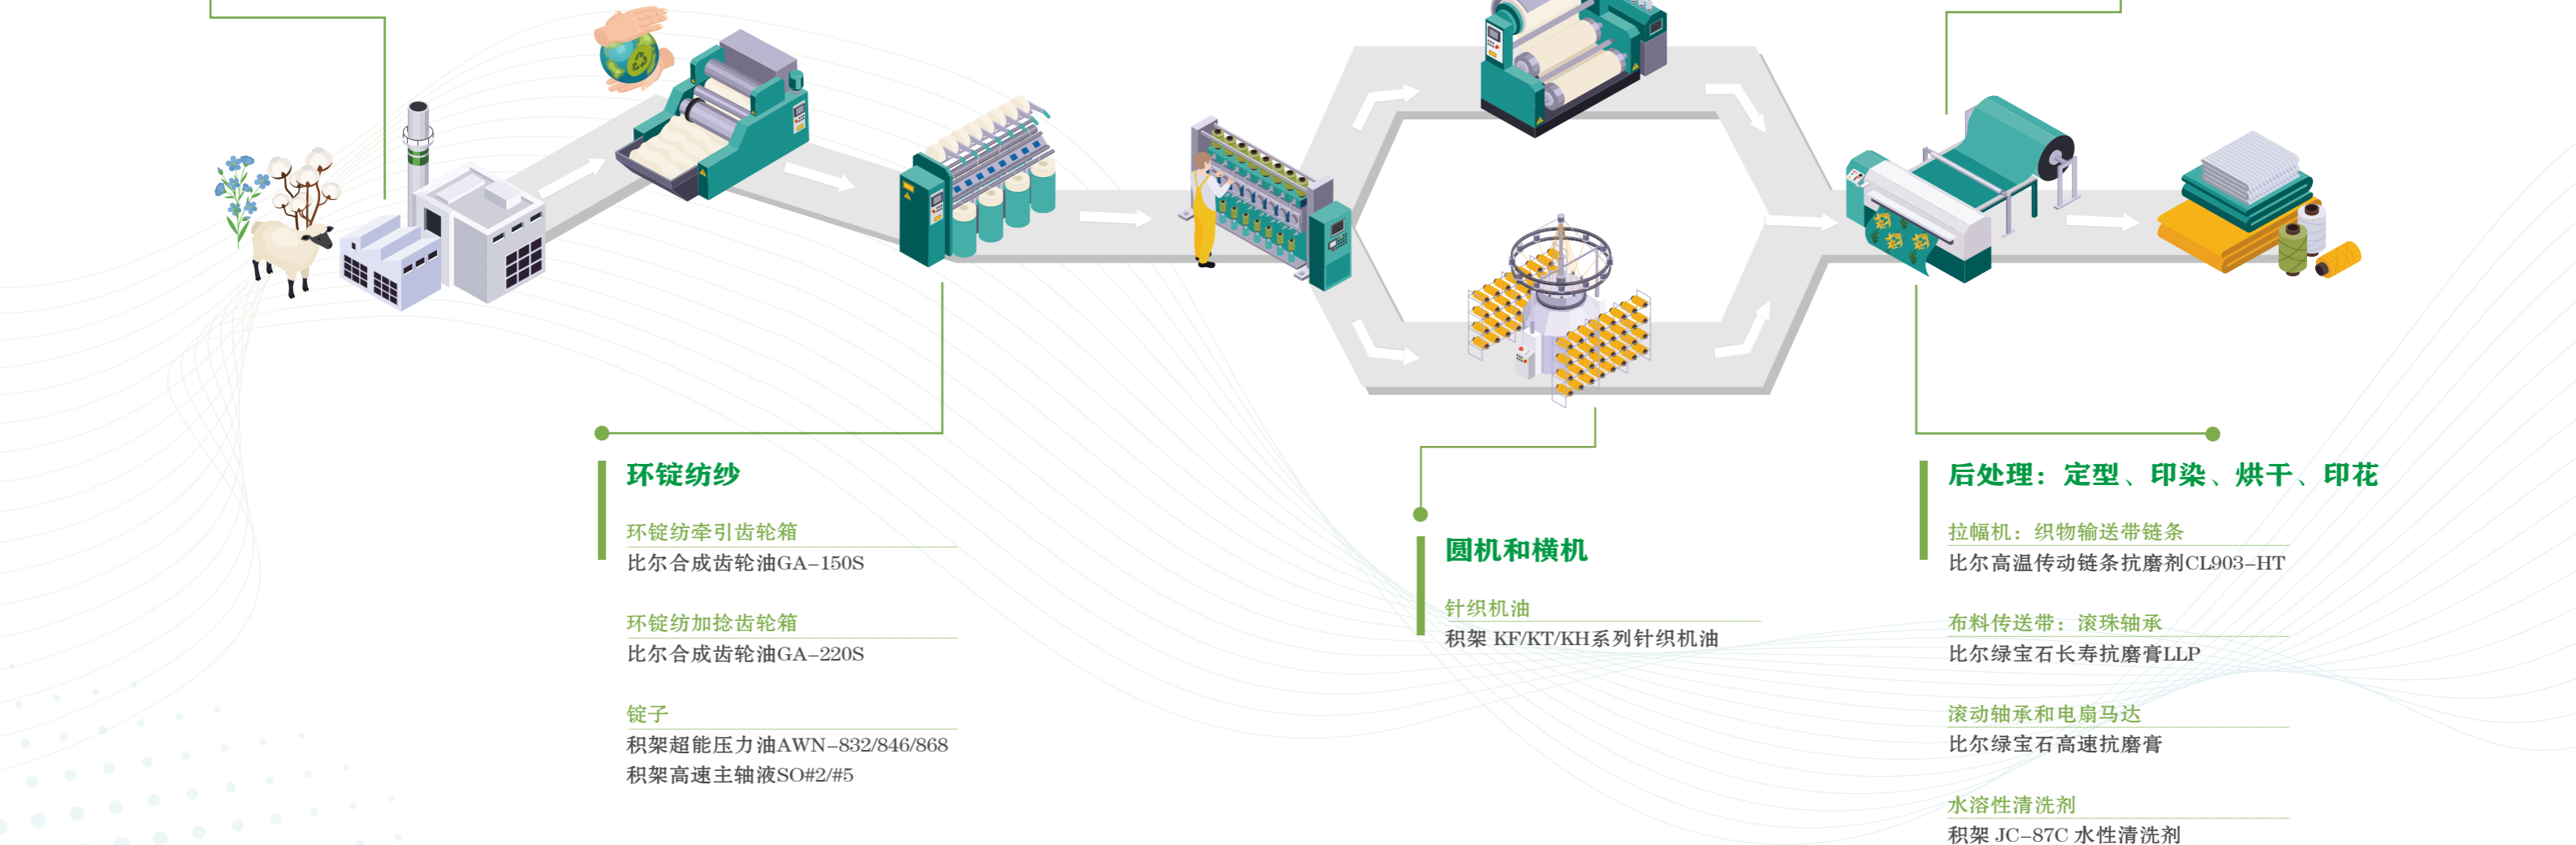 环锭纺纱
环锭纺牵引齿轮箱
比尔合成齿轮油GA-150S
环锭纺加捻齿轮箱
比尔合成齿轮油GA-220S
锭子
积架超能压力油AWN-832/846/868
积架高速主轴液SO#2/#5
圆机和横机
针织机油
积架 KF/KT/KH系列针织机油
后处理：定型、印染、烘干、印花
拉幅机：织物输送带链条
比尔高温传动链条抗磨剂CL903-HT
布料传送带：滚珠轴承
比尔绿宝石长寿抗磨膏LLP
滚动轴承和电扇马达
比尔绿宝石高速抗磨膏
水溶性清洗剂
积架 JC-87C 水性清洗剂